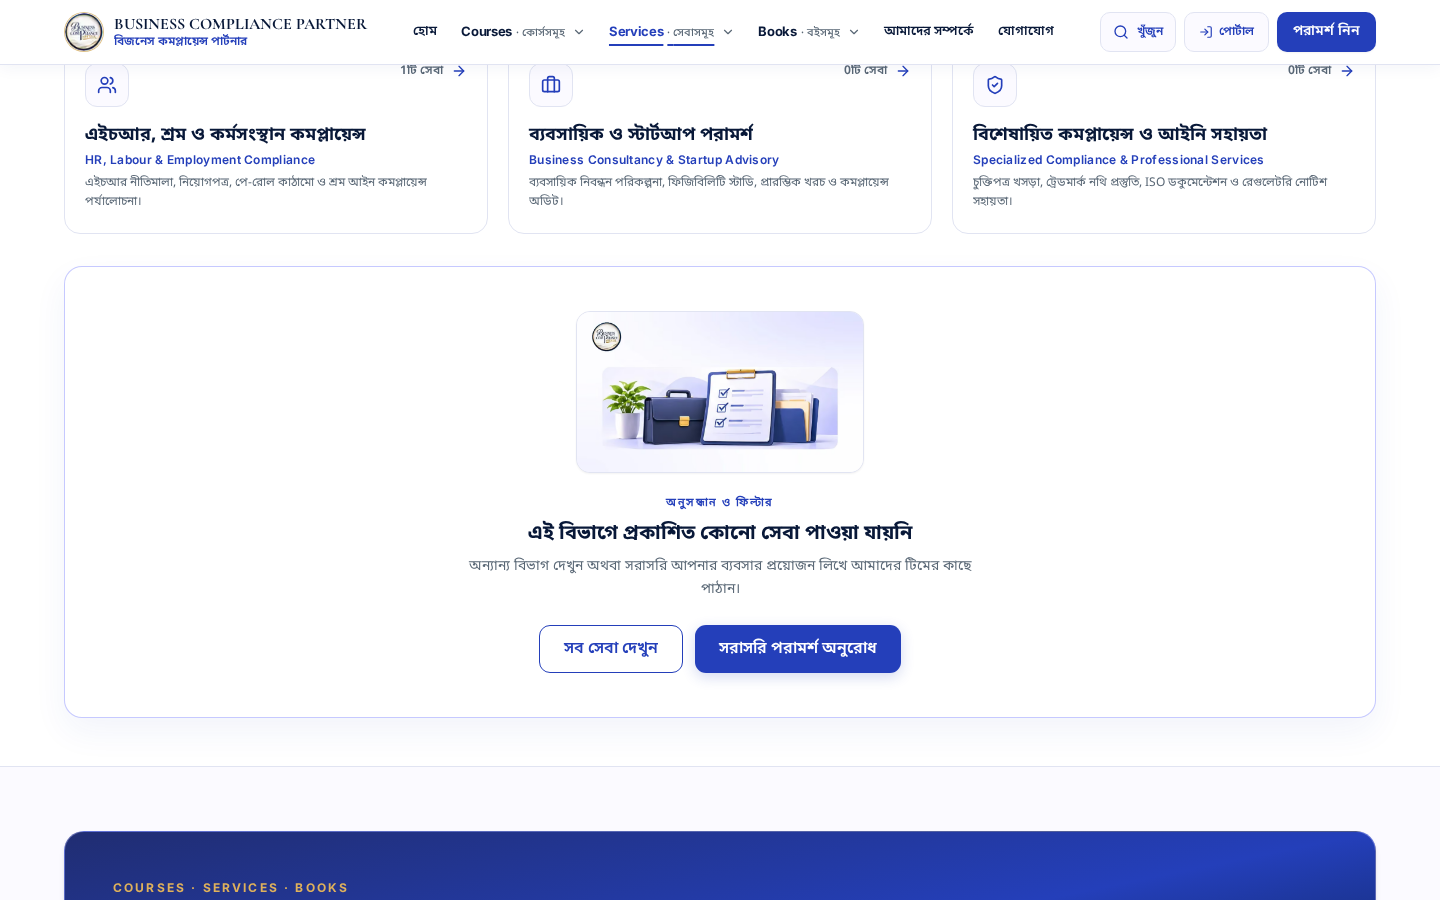 BUSINESS COMPLIANCE PARTNER
বিজনেস কমপ্লায়েন্স পার্টনার
হোম
Courses · কোর্সসমূহ
Services · সেবাসমূহ
Books · বইসমূহ
আমাদের সম্পর্কে
যোগাযোগ
খুঁজুন
পোর্টাল
পরামর্শ নিন
1টি সেবা
এইচআর, শ্রম ও কর্মসংস্থান কমপ্লায়েন্স
HR, Labour & Employment Compliance
এইচআর নীতিমালা, নিয়োগপত্র, পে-রোল কাঠামো ও শ্রম আইন কমপ্লায়েন্স
পর্যালোচনা।
0টি সেবা
ব্যবসায়িক ও স্টার্টআপ পরামর্শ
Business Consultancy & Startup Advisory
ব্যবসায়িক নিবন্ধন পরিকল্পনা, ফিজিবিলিটি স্টাডি, প্রারম্ভিক খরচ ও কমপ্লায়েন্স
অডিট।
0টি সেবা
বিশেষায়িত কমপ্লায়েন্স ও আইনি সহায়তা
Specialized Compliance & Professional Services
চুক্তিপত্র খসড়া, ট্রেডমার্ক নথি প্রস্তুতি, ISO ডকুমেন্টেশন ও রেগুলেটরি নোটিশ
সহায়তা।
অনুসন্ধান ও ফিল্টার
এই বিভাগে প্রকাশিত কোনো সেবা পাওয়া যায়নি
অন্যান্য বিভাগ দেখুন অথবা সরাসরি আপনার ব্যবসার প্রয়োজন লিখে আমাদের টিমের কাছে
পাঠান।
সব সেবা দেখুন
সরাসরি পরামর্শ অনুরোধ
COURSES · SERVICES · BOOKS